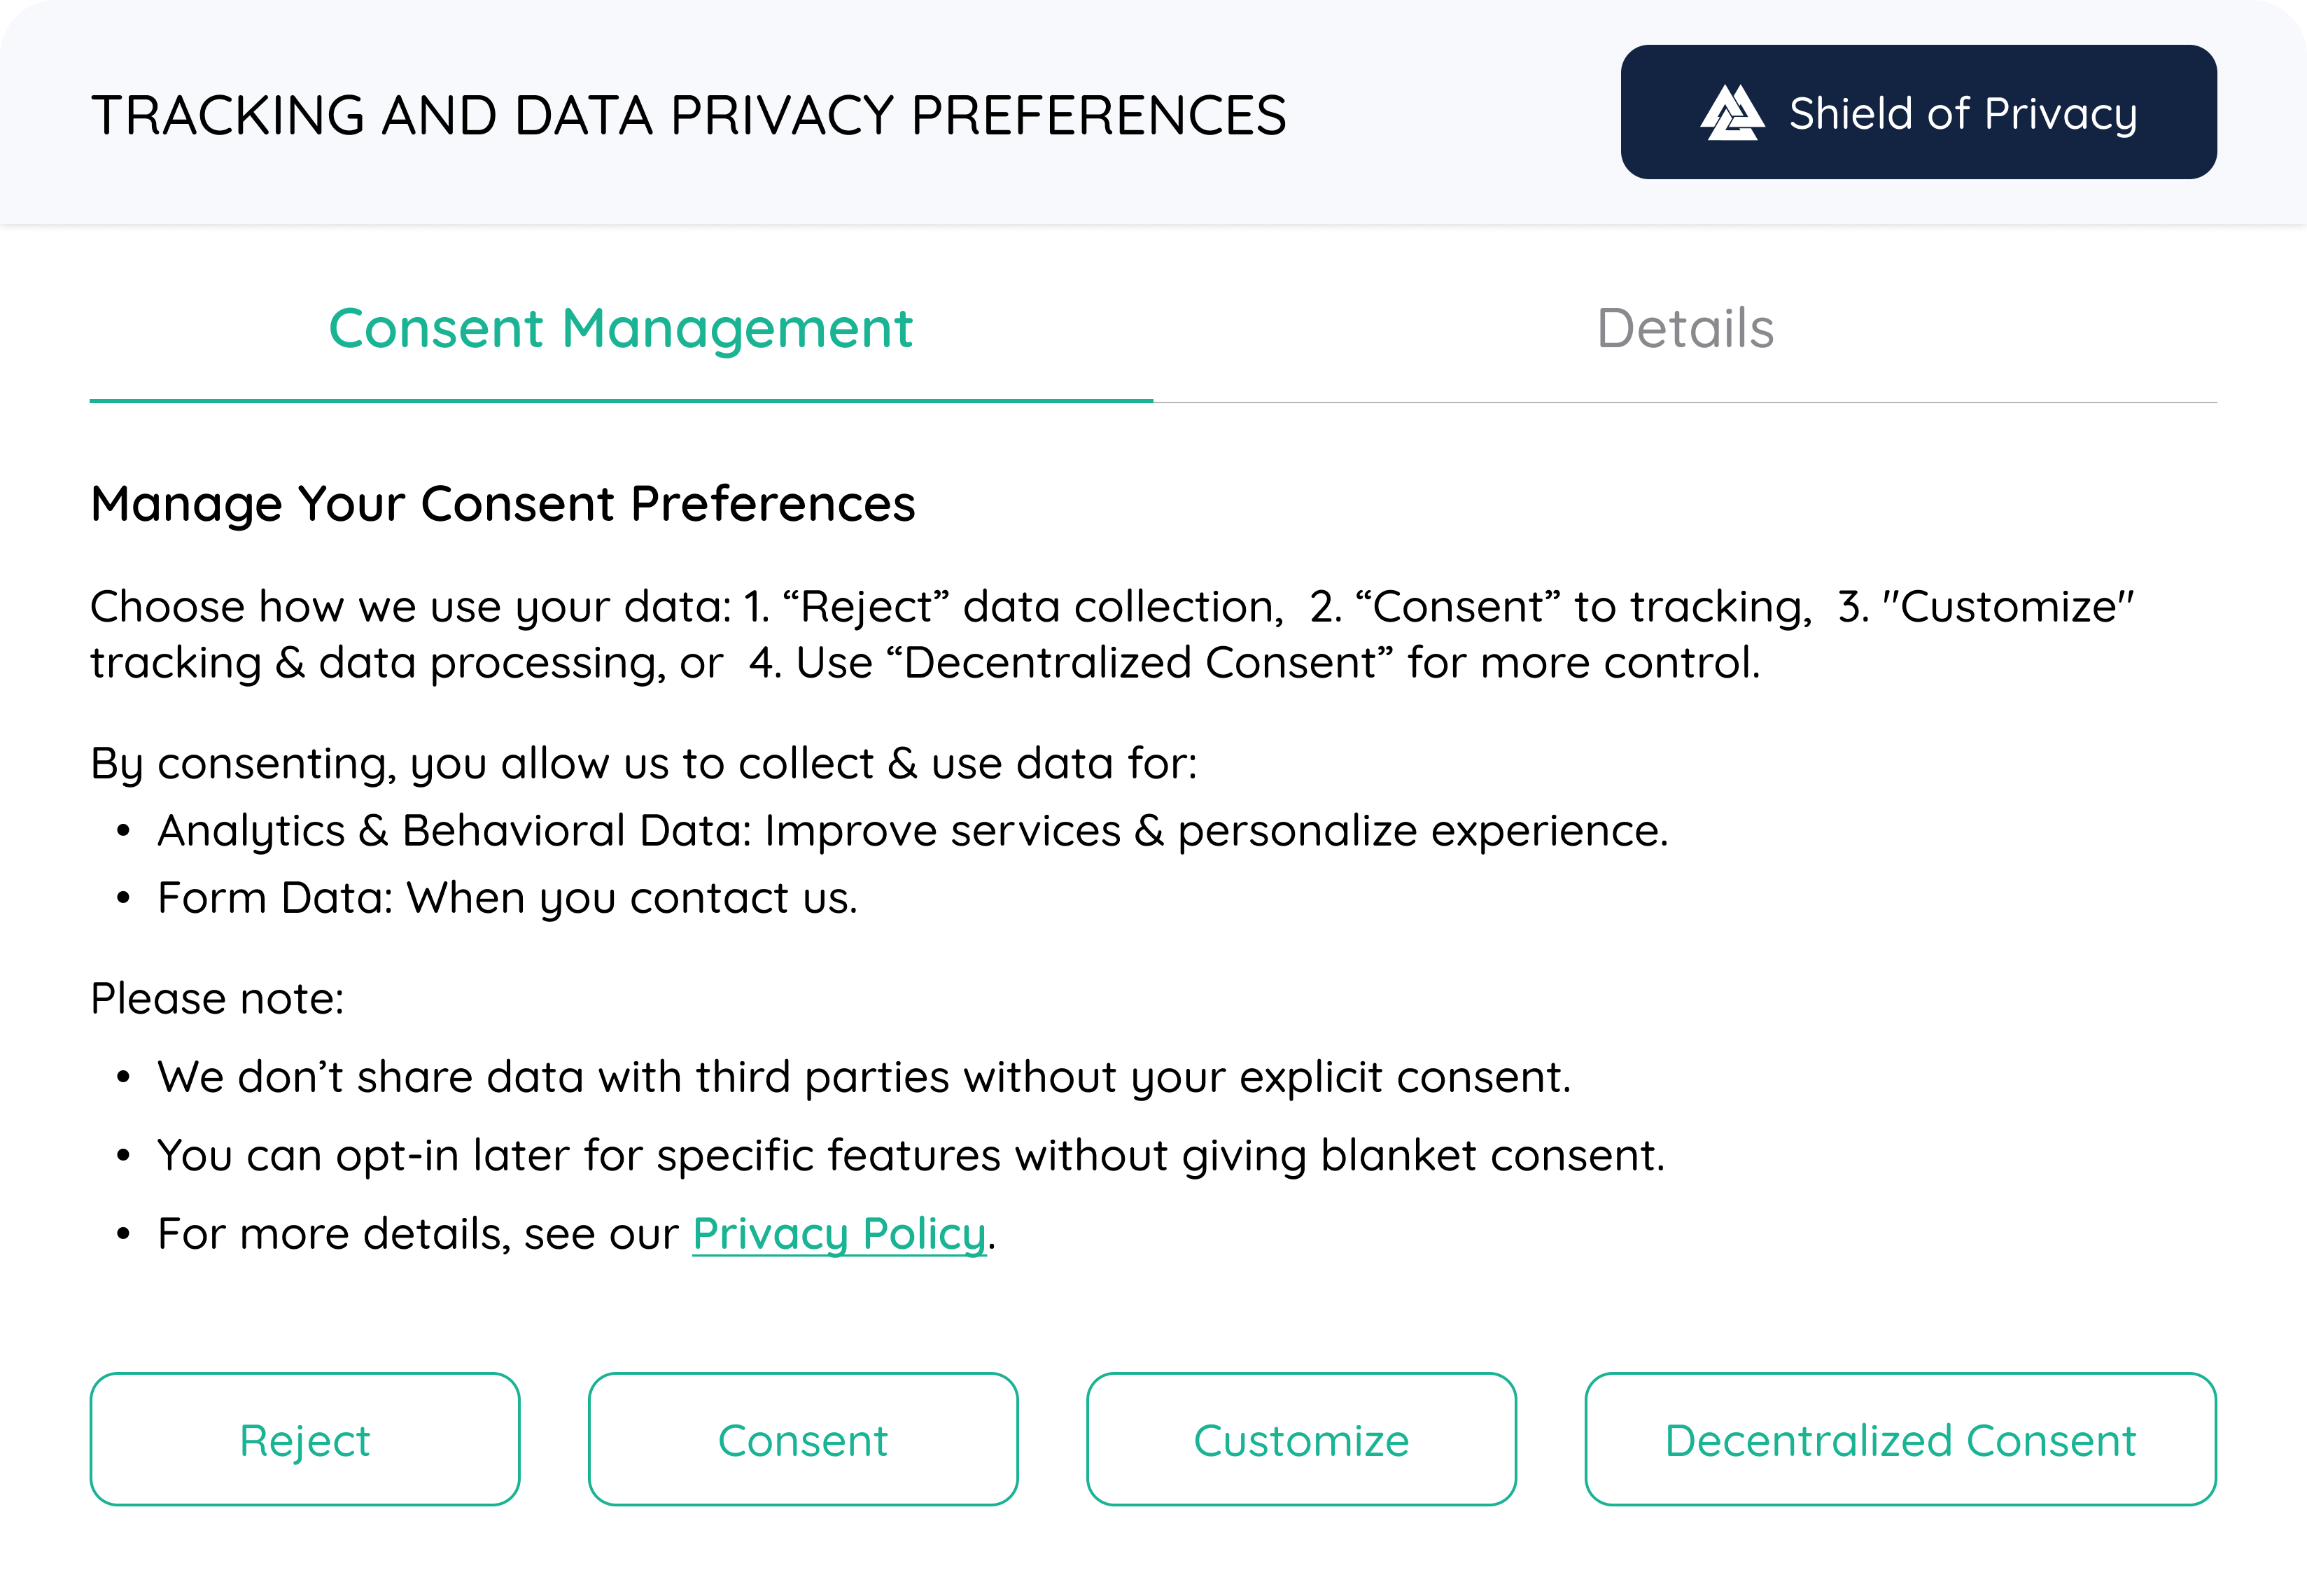 TRACKING AND DATA PRIVACY PREFERENCES
Shield of Privacy
Consent Management
Details
Manage Your Consent Preferences
Choose how we use your data: 1. “Reject” data collection,  2. “Consent” to tracking,  3. "Customize"
tracking & data processing, or  4. Use “Decentralized Consent” for more control.
By consenting, you allow us to collect & use data for:
• Analytics & Behavioral Data: Improve services & personalize experience.
• Form Data: When you contact us.
Please note:
• We don’t share data with third parties without your explicit consent.
• You can opt-in later for specific features without giving blanket consent.
• For more details, see our Privacy Policy.
Reject
Consent
Customize
Decentralized Consent